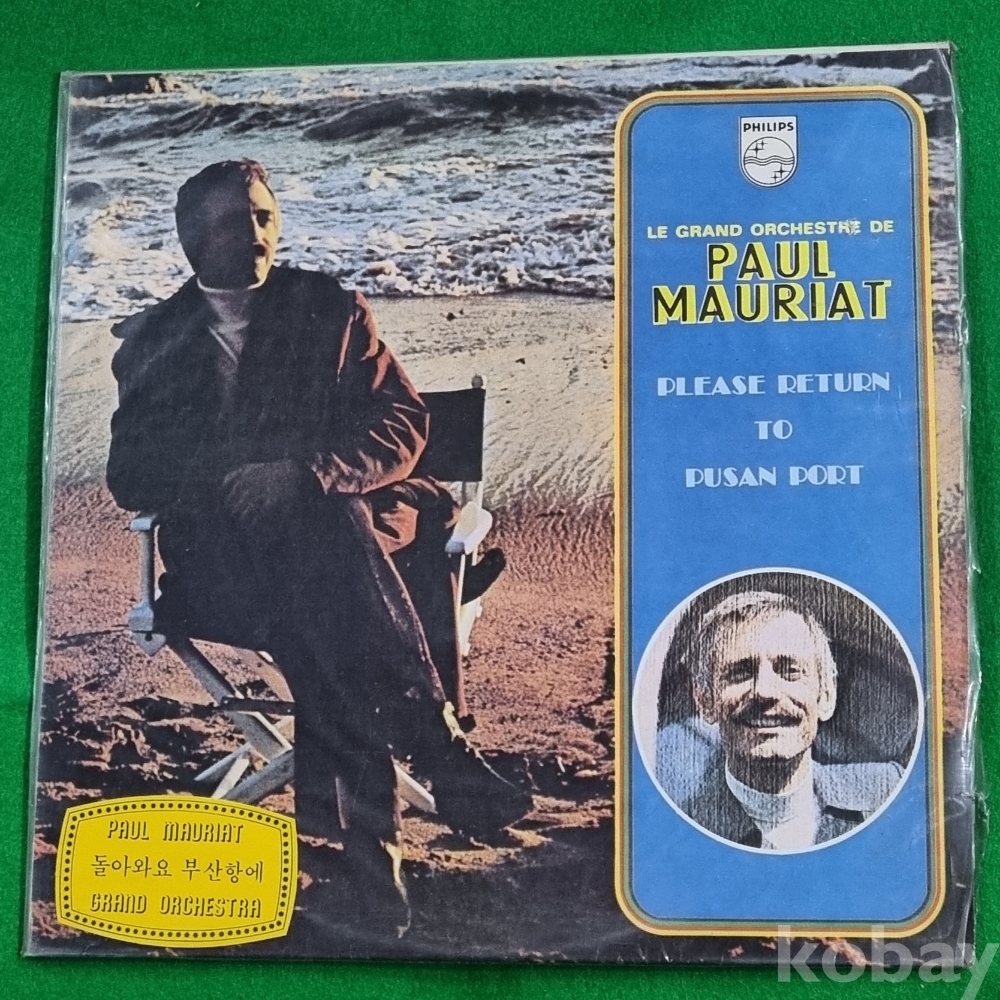 PHILIPS
LE GRAND ORCHESTRE DE
PAUL
MAURIAT
PLEASE RETURN
TO
PUSAN PORT
PAUL MAURIAT
돌아와요 부산항에
GRAND ORCHESTRA
kobay